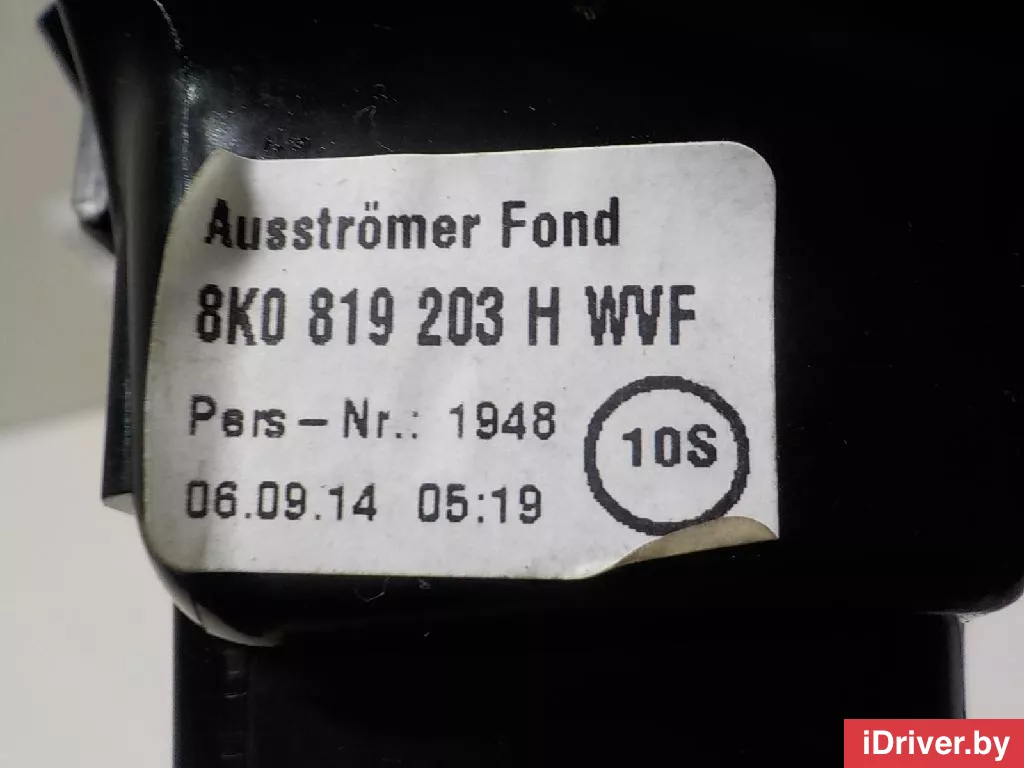 Ausströmer Fond
8K0 819 203 H WVF
Pers-Nr.: 1948
10S
06.09.14 05:19
iDriver.by